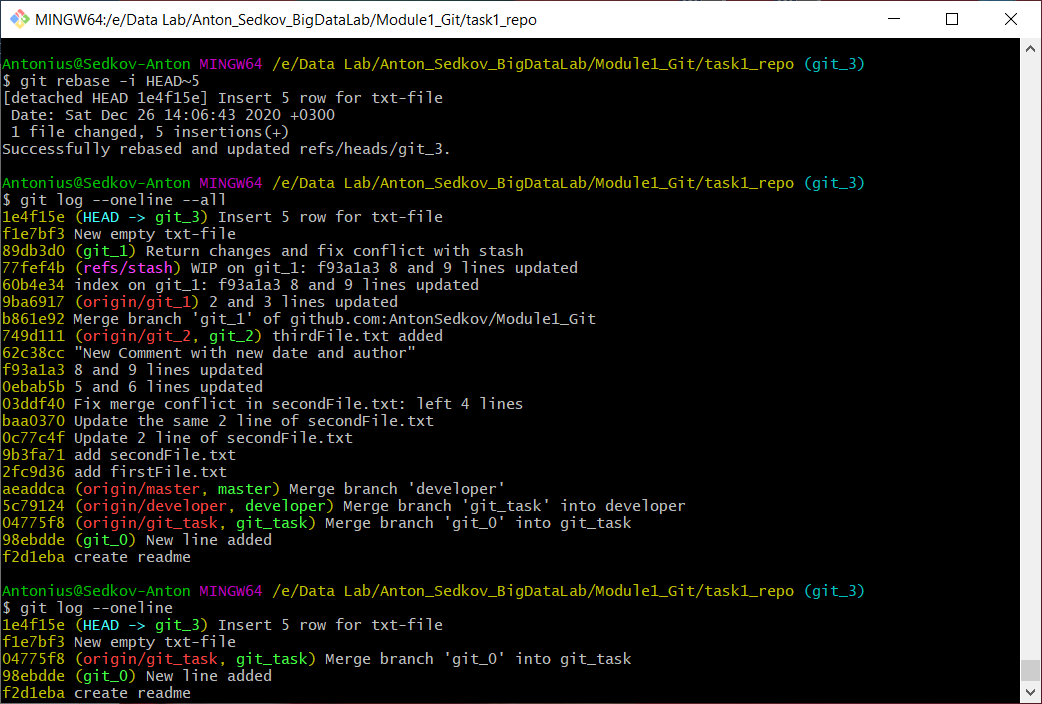 MINGW64:/e/Data Lab/Anton_Sedkov_BigDataLab/Module1_Git/task1_repo
Antonius@Sedkov-Anton MINGW64 /e/Data Lab/Anton_Sedkov_BigDataLab/Module1_Git/task1_repo (git_3)
$ git rebase -i HEAD~5
[detached HEAD 1e4f15e] Insert 5 row for txt-file
 Date: Sat Dec 26 14:06:43 2020 +0300
 1 file changed, 5 insertions(+)
Successfully rebased and updated refs/heads/git_3.
Antonius@Sedkov-Anton MINGW64 /e/Data Lab/Anton_Sedkov_BigDataLab/Module1_Git/task1_repo (git_3)
$ git log --oneline --all
1e4f15e (HEAD -> git_3) Insert 5 row for txt-file
f1e7bf3 New empty txt-file
89db3d0 (git_1) Return changes and fix conflict with stash
77fef4b (refs/stash) WIP on git_1: f93a1a3 8 and 9 lines updated
60b4e34 index on git_1: f93a1a3 8 and 9 lines updated
9ba6917 (origin/git_1) 2 and 3 lines updated
b861e92 Merge branch 'git_1' of github.com:AntonSedkov/Module1_Git
749d111 (origin/git_2, git_2) thirdFile.txt added
62c38cc "New Comment with new date and author"
f93a1a3 8 and 9 lines updated
0ebab5b 5 and 6 lines updated
03ddf40 Fix merge conflict in secondFile.txt: left 4 lines
baa0370 Update the same 2 line of secondFile.txt
0c77c4f Update 2 line of secondFile.txt
9b3fa71 add secondFile.txt
2fc9d36 add firstFile.txt
aeaddca (origin/master, master) Merge branch 'developer'
5c79124 (origin/developer, developer) Merge branch 'git_task' into developer
04775f8 (origin/git_task, git_task) Merge branch 'git_0' into git_task
98ebdde (git_0) New line added
f2d1eba create readme
Antonius@Sedkov-Anton MINGW64 /e/Data Lab/Anton_Sedkov_BigDataLab/Module1_Git/task1_repo (git_3)
$ git log --oneline
1e4f15e (HEAD -> git_3) Insert 5 row for txt-file
f1e7bf3 New empty txt-file
04775f8 (origin/git_task, git_task) Merge branch 'git_0' into git_task
98ebdde (git_0) New line added
f2d1eba create readme